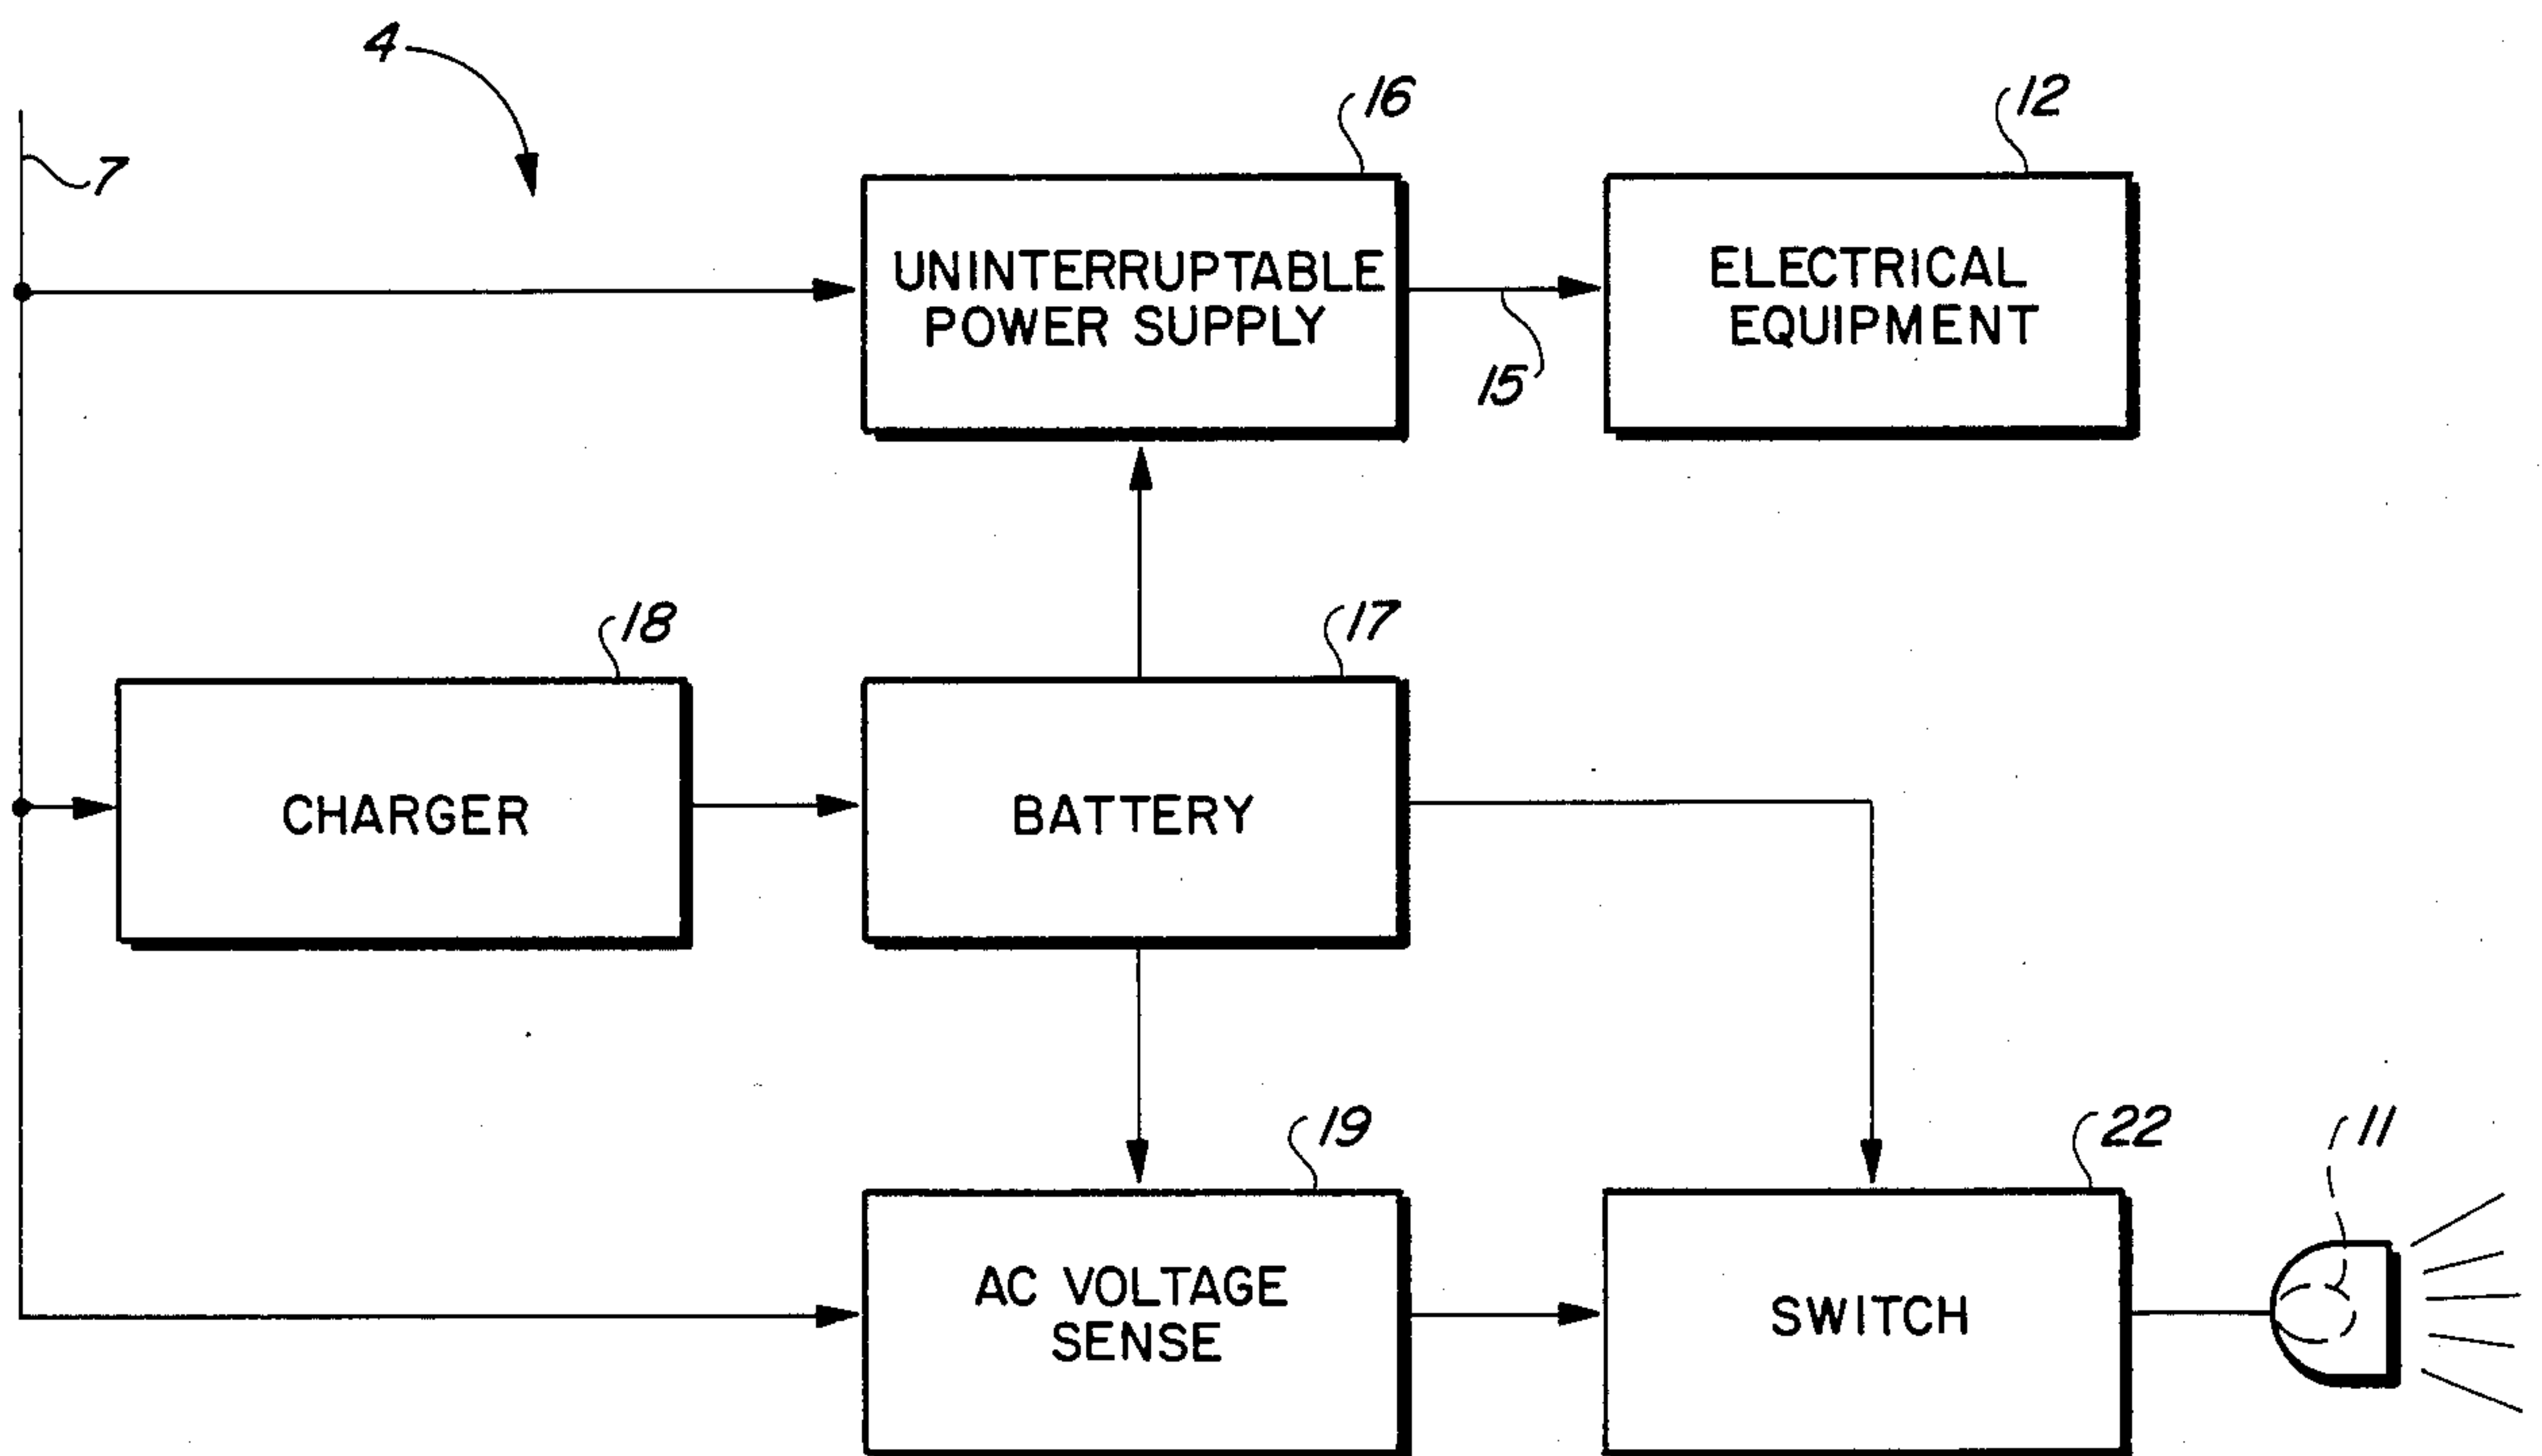 4
7
16
12
UNINTERRUPTABLE
POWER SUPPLY
ELECTRICAL
EQUIPMENT
15
18
17
CHARGER
BATTERY
19
22
11
AC VOLTAGE
SENSE
SWITCH